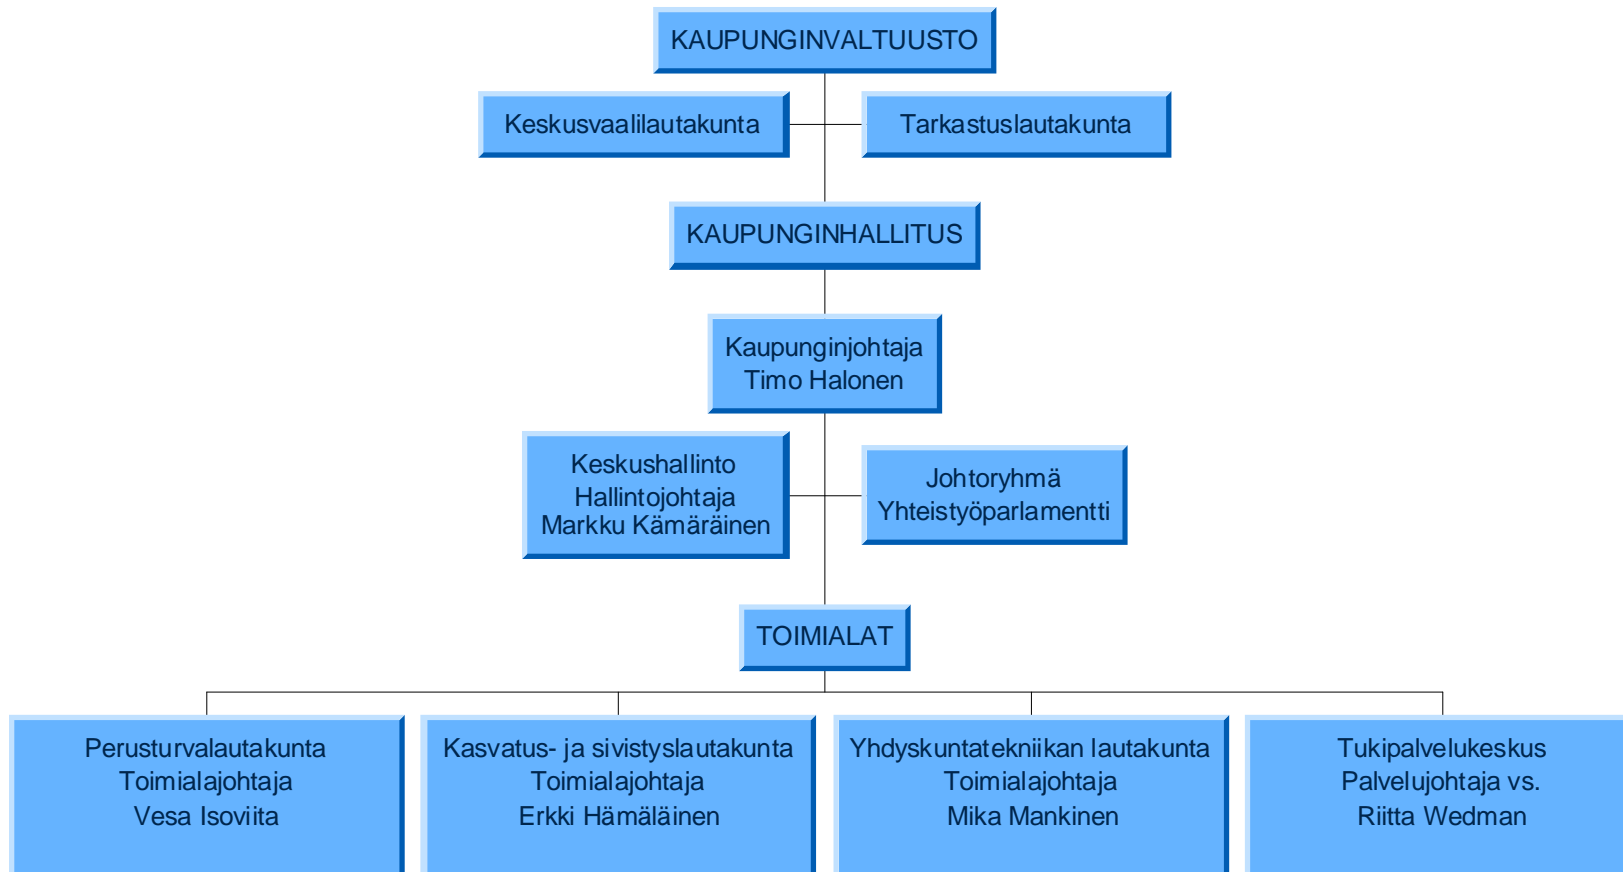 KAUPUNGINVALTUUSTO
Keskusvaalilautakunta
Tarkastuslautakunta
KAUPUNGINHALLITUS
Kaupunginjohtaja
Timo Halonen
Keskushallinto
Hallintojohtaja
Markku Kämäräinen
Johtoryhmä
Yhteistyöparlamentti
TOIMIALAT
Perusturvalautakunta
Toimialajohtaja
Vesa Isoviita
Kasvatus- ja sivistyslautakunta
Toimialajohtaja
Erkki Hämäläinen
Yhdyskuntatekniikan lautakunta
Toimialajohtaja
Mika Mankinen
Tukipalvelukeskus
Palvelujohtaja vs.
Riitta Wedman